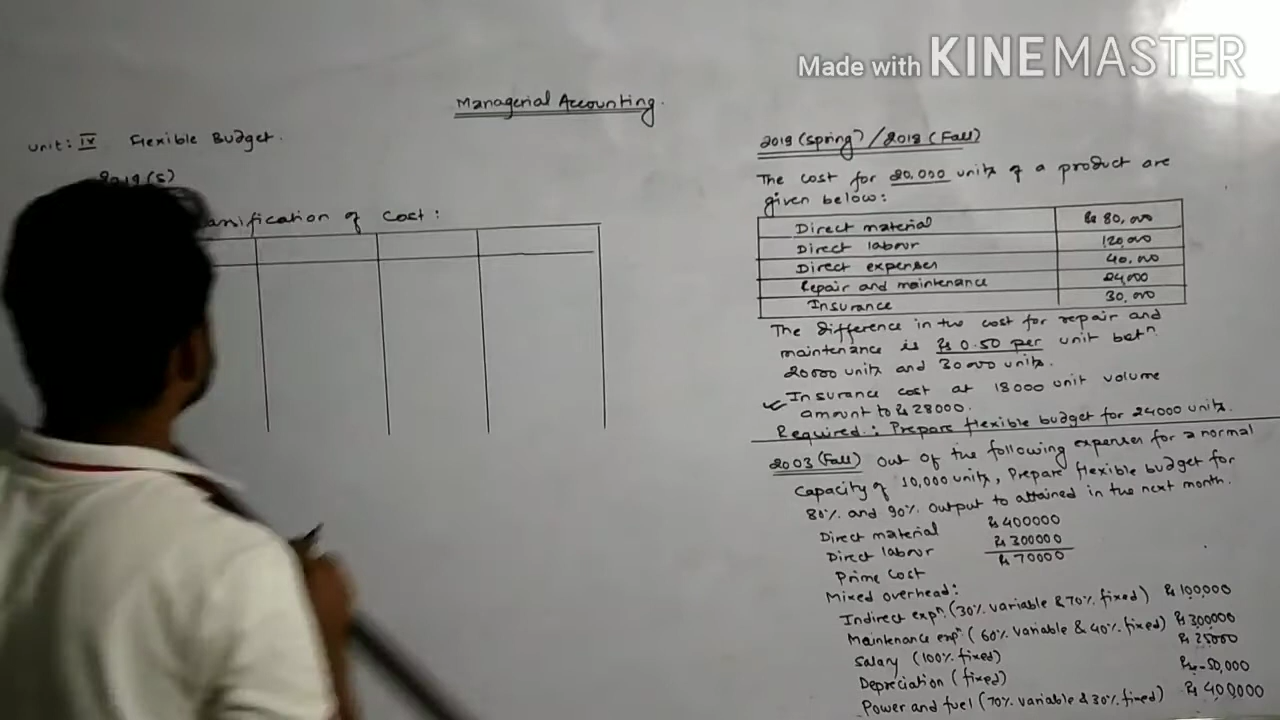 Made with KINEMASTER
Managerial Accounting.
Unit: IV Flexible Budget.
2019(S)
assification of Cost:
2019(Spring) / 2018(Fall)
The cost for 20,000 units of a product are
given below:
Direct material Rs 80,000
Direct labour 120,000
Direct expenses 40,000
Repair and maintenance 24000
Insurance 30,000
The difference in the cost for repair and
maintenance is Rs 0.50 per unit betn
20000 units and 30000 units.
Insurance cost at 18000 unit volume
amount to Rs 28000.
Required: Prepare flexible budget for 24000 units.
2003(Fall) Out of the following expenses for a normal
Capacity of 10,000 units, Prepare flexible budget for
80% and 90% output to attained in the next month.
Direct material Rs 400000
Direct labour Rs 300000
Prime Cost Rs 70000
Mixed overhead:
Indirect expn (30% variable & 70% fixed) Rs 100000
Maintenance expn (60% variable & 40% fixed) Rs 300000
Salary (100% fixed) Rs 25000
Depreciation (fixed) 50,000
Power and fuel (70% variable & 30% fixed) Rs 400000